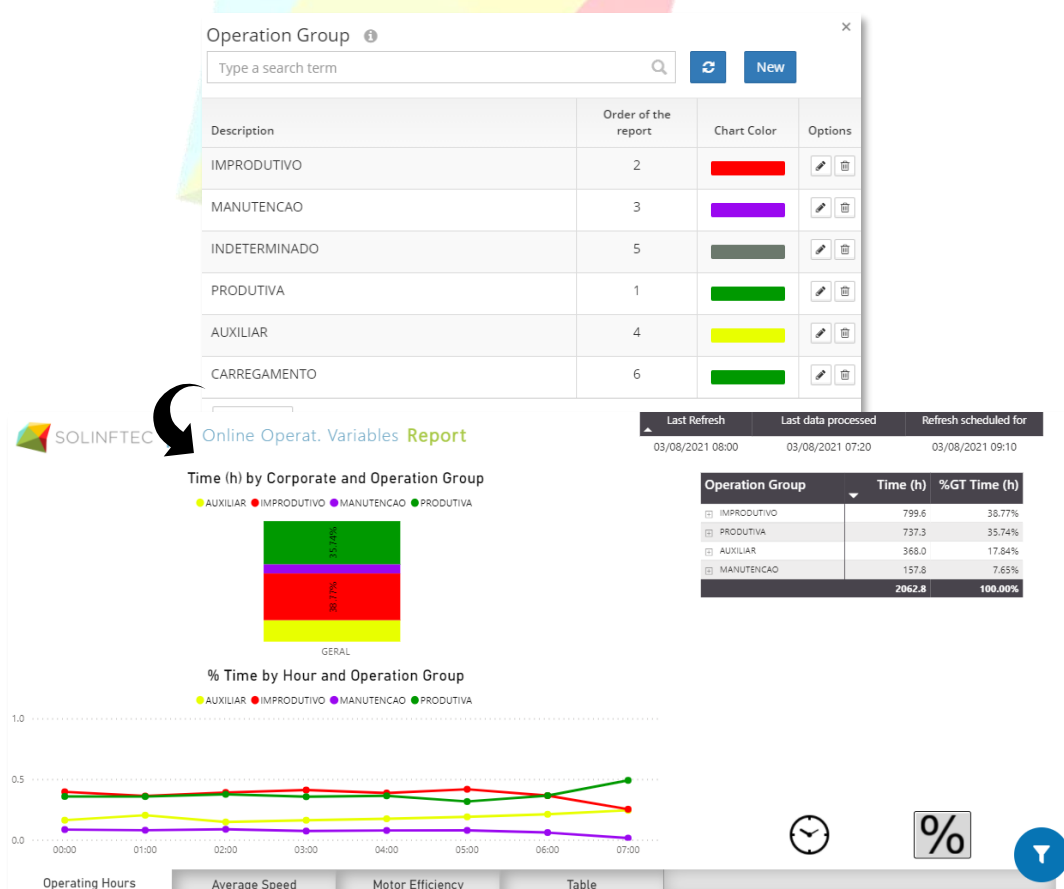 Operation Group
×
Type a search term
New
Description
Order of the
report
Chart Color
Options
IMPRODUTIVO 2
MANUTENCAO 3
INDETERMINADO 5
PRODUTIVA 1
AUXILIAR 4
CARREGAMENTO 6
SOLINFTEC
Online Operat. Variables Report
Last Refresh Last data processed Refresh scheduled for
03/08/2021 08:00 03/08/2021 07:20 03/08/2021 09:10
Time (h) by Corporate and Operation Group
AUXILIAR IMPRODUTIVO MANUTENCAO PRODUTIVA
35.74%
38.77%
GERAL
Operation Group Time (h) %GT Time (h)
IMPRODUTIVO 799.6 38.77%
PRODUTIVA 737.3 35.74%
AUXILIAR 368.0 17.84%
MANUTENCAO 157.8 7.65%
2062.8 100.00%
% Time by Hour and Operation Group
AUXILIAR IMPRODUTIVO MANUTENCAO PRODUTIVA
1.0
0.5
0.0
00:00 01:00 02:00 03:00 04:00 05:00 06:00 07:00
%
Operating Hours Average Speed Motor Efficiency Table